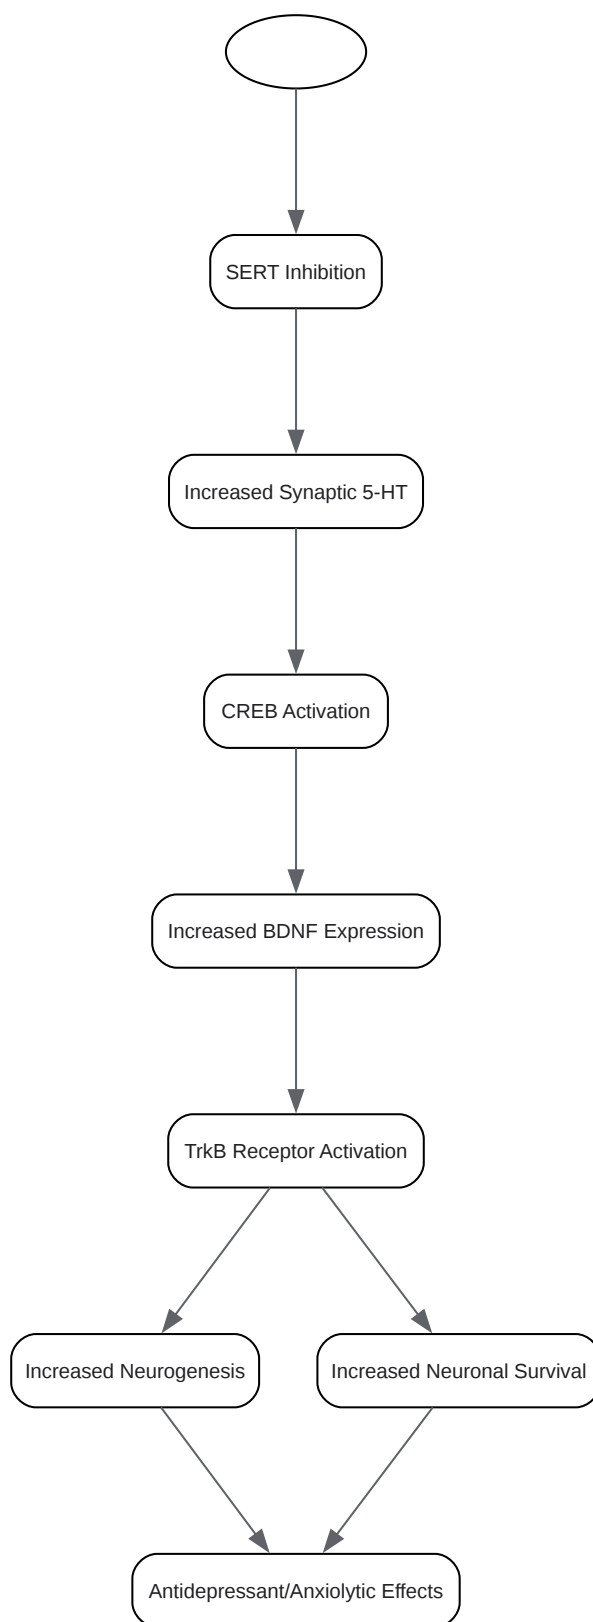 SERT Inhibition
Increased Synaptic 5-HT
CREB Activation
Increased BDNF Expression
TrkB Receptor Activation
Increased Neurogenesis
Increased Neuronal Survival
Antidepressant/Anxiolytic Effects